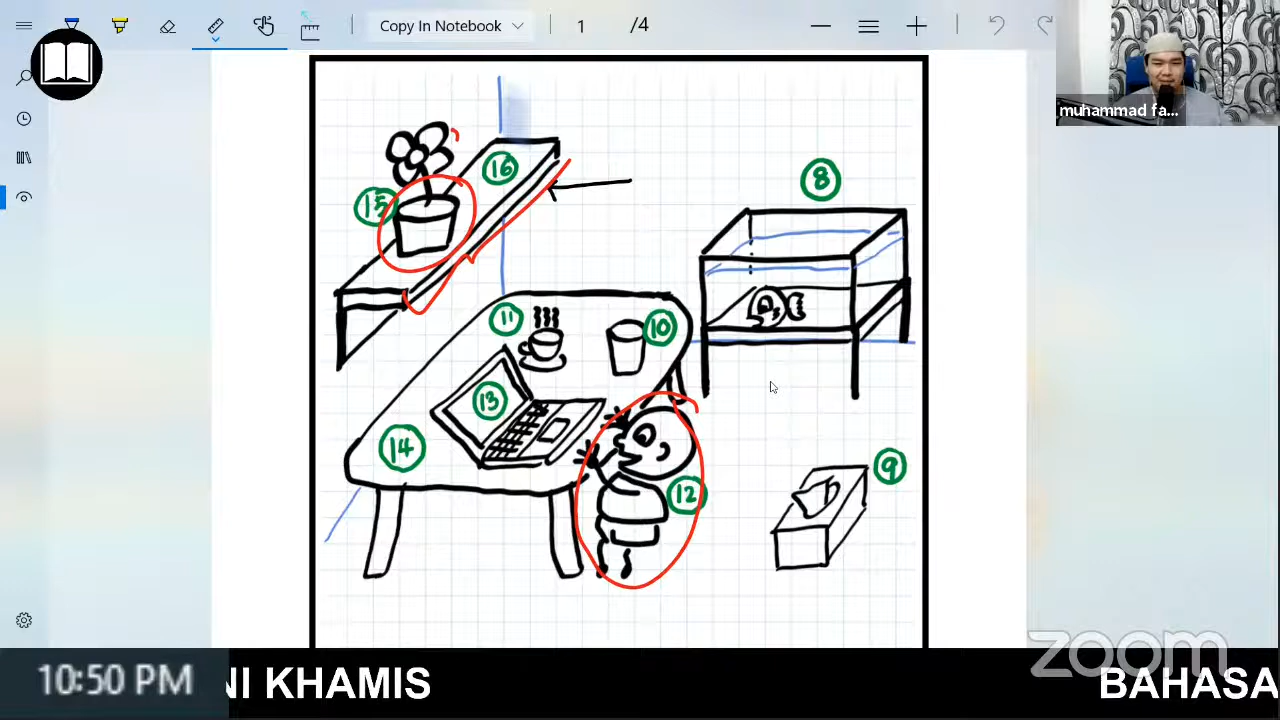 Copy In Notebook
1 /4
muhammad fa...
16
15
8
11
10
13
14
12
9
zoom
10:50 PM
NI KHAMIS
BAHASA